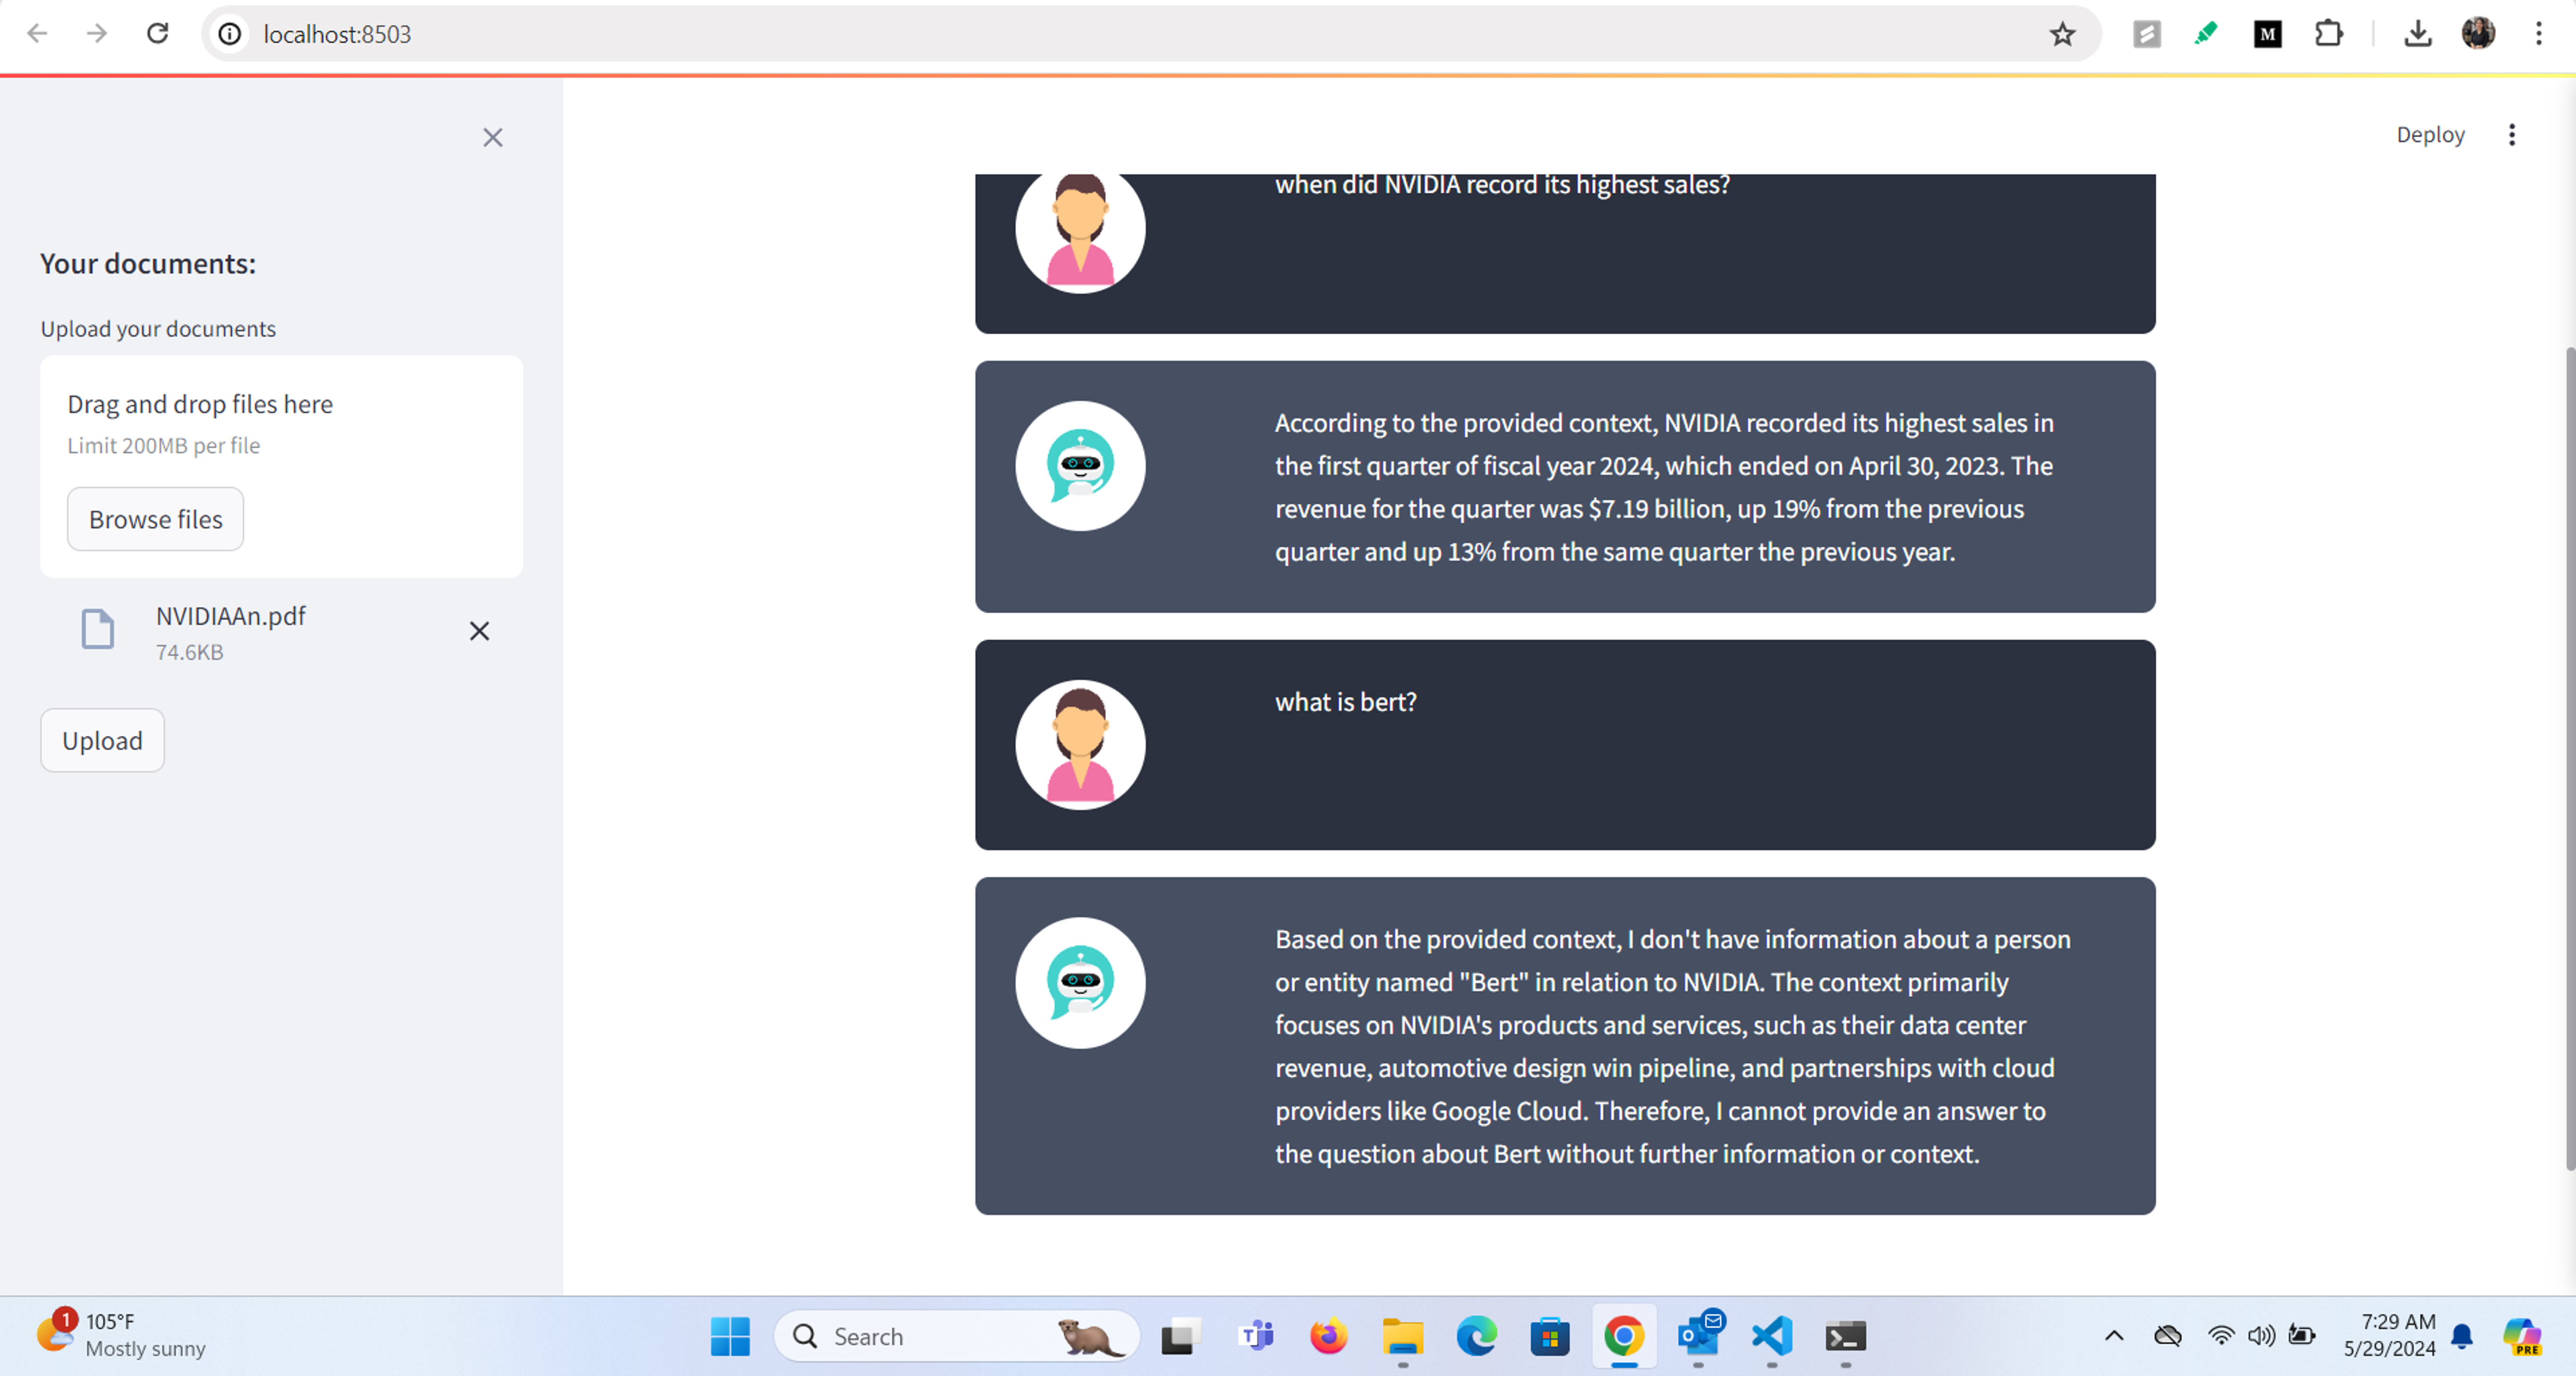 localhost:8503
M
Deploy
Your documents:
Upload your documents
Drag and drop files here
Limit 200MB per file
Browse files
NVIDIAAn.pdf
74.6KB
Upload
when did NVIDIA record its highest sales?
According to the provided context, NVIDIA recorded its highest sales in
the first quarter of fiscal year 2024, which ended on April 30, 2023. The
revenue for the quarter was $7.19 billion, up 19% from the previous
quarter and up 13% from the same quarter the previous year.
what is bert?
Based on the provided context, I don't have information about a person
or entity named "Bert" in relation to NVIDIA. The context primarily
focuses on NVIDIA's products and services, such as their data center
revenue, automotive design win pipeline, and partnerships with cloud
providers like Google Cloud. Therefore, I cannot provide an answer to
the question about Bert without further information or context.
1
105°F
Mostly sunny
Search
7:29 AM
5/29/2024
PRE